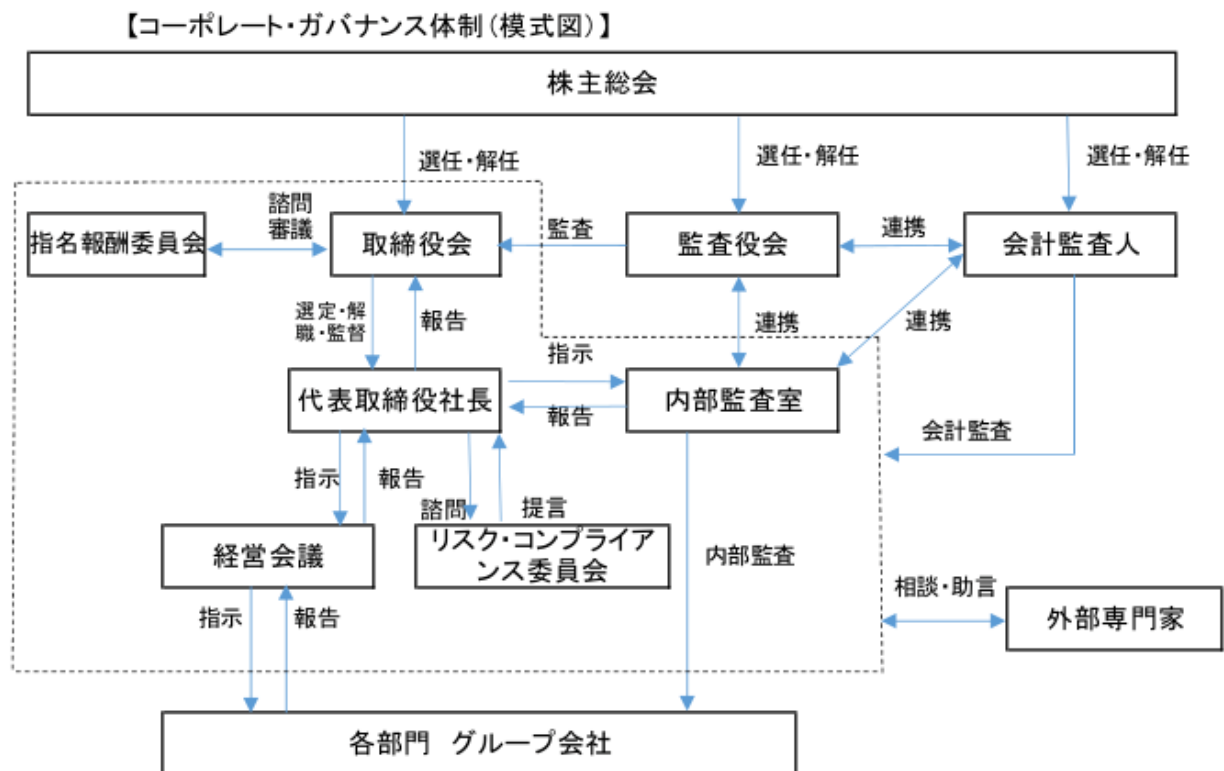 【コーポレート・ガバナンス体制(模式図)】
株主総会
選任・解任
選任・解任
選任・解任
諮問
審議
指名報酬委員会
取締役会
監査
監査役会
連携
会計監査人
選定・解
職・監督
報告
連携
連携
指示
代表取締役社長
報告
内部監査室
会計監査
指示
報告
諮問
提言
経営会議
リスク・コンプライア
ンス委員会
内部監査
相談・助言
指示
報告
外部専門家
各部門 グループ会社